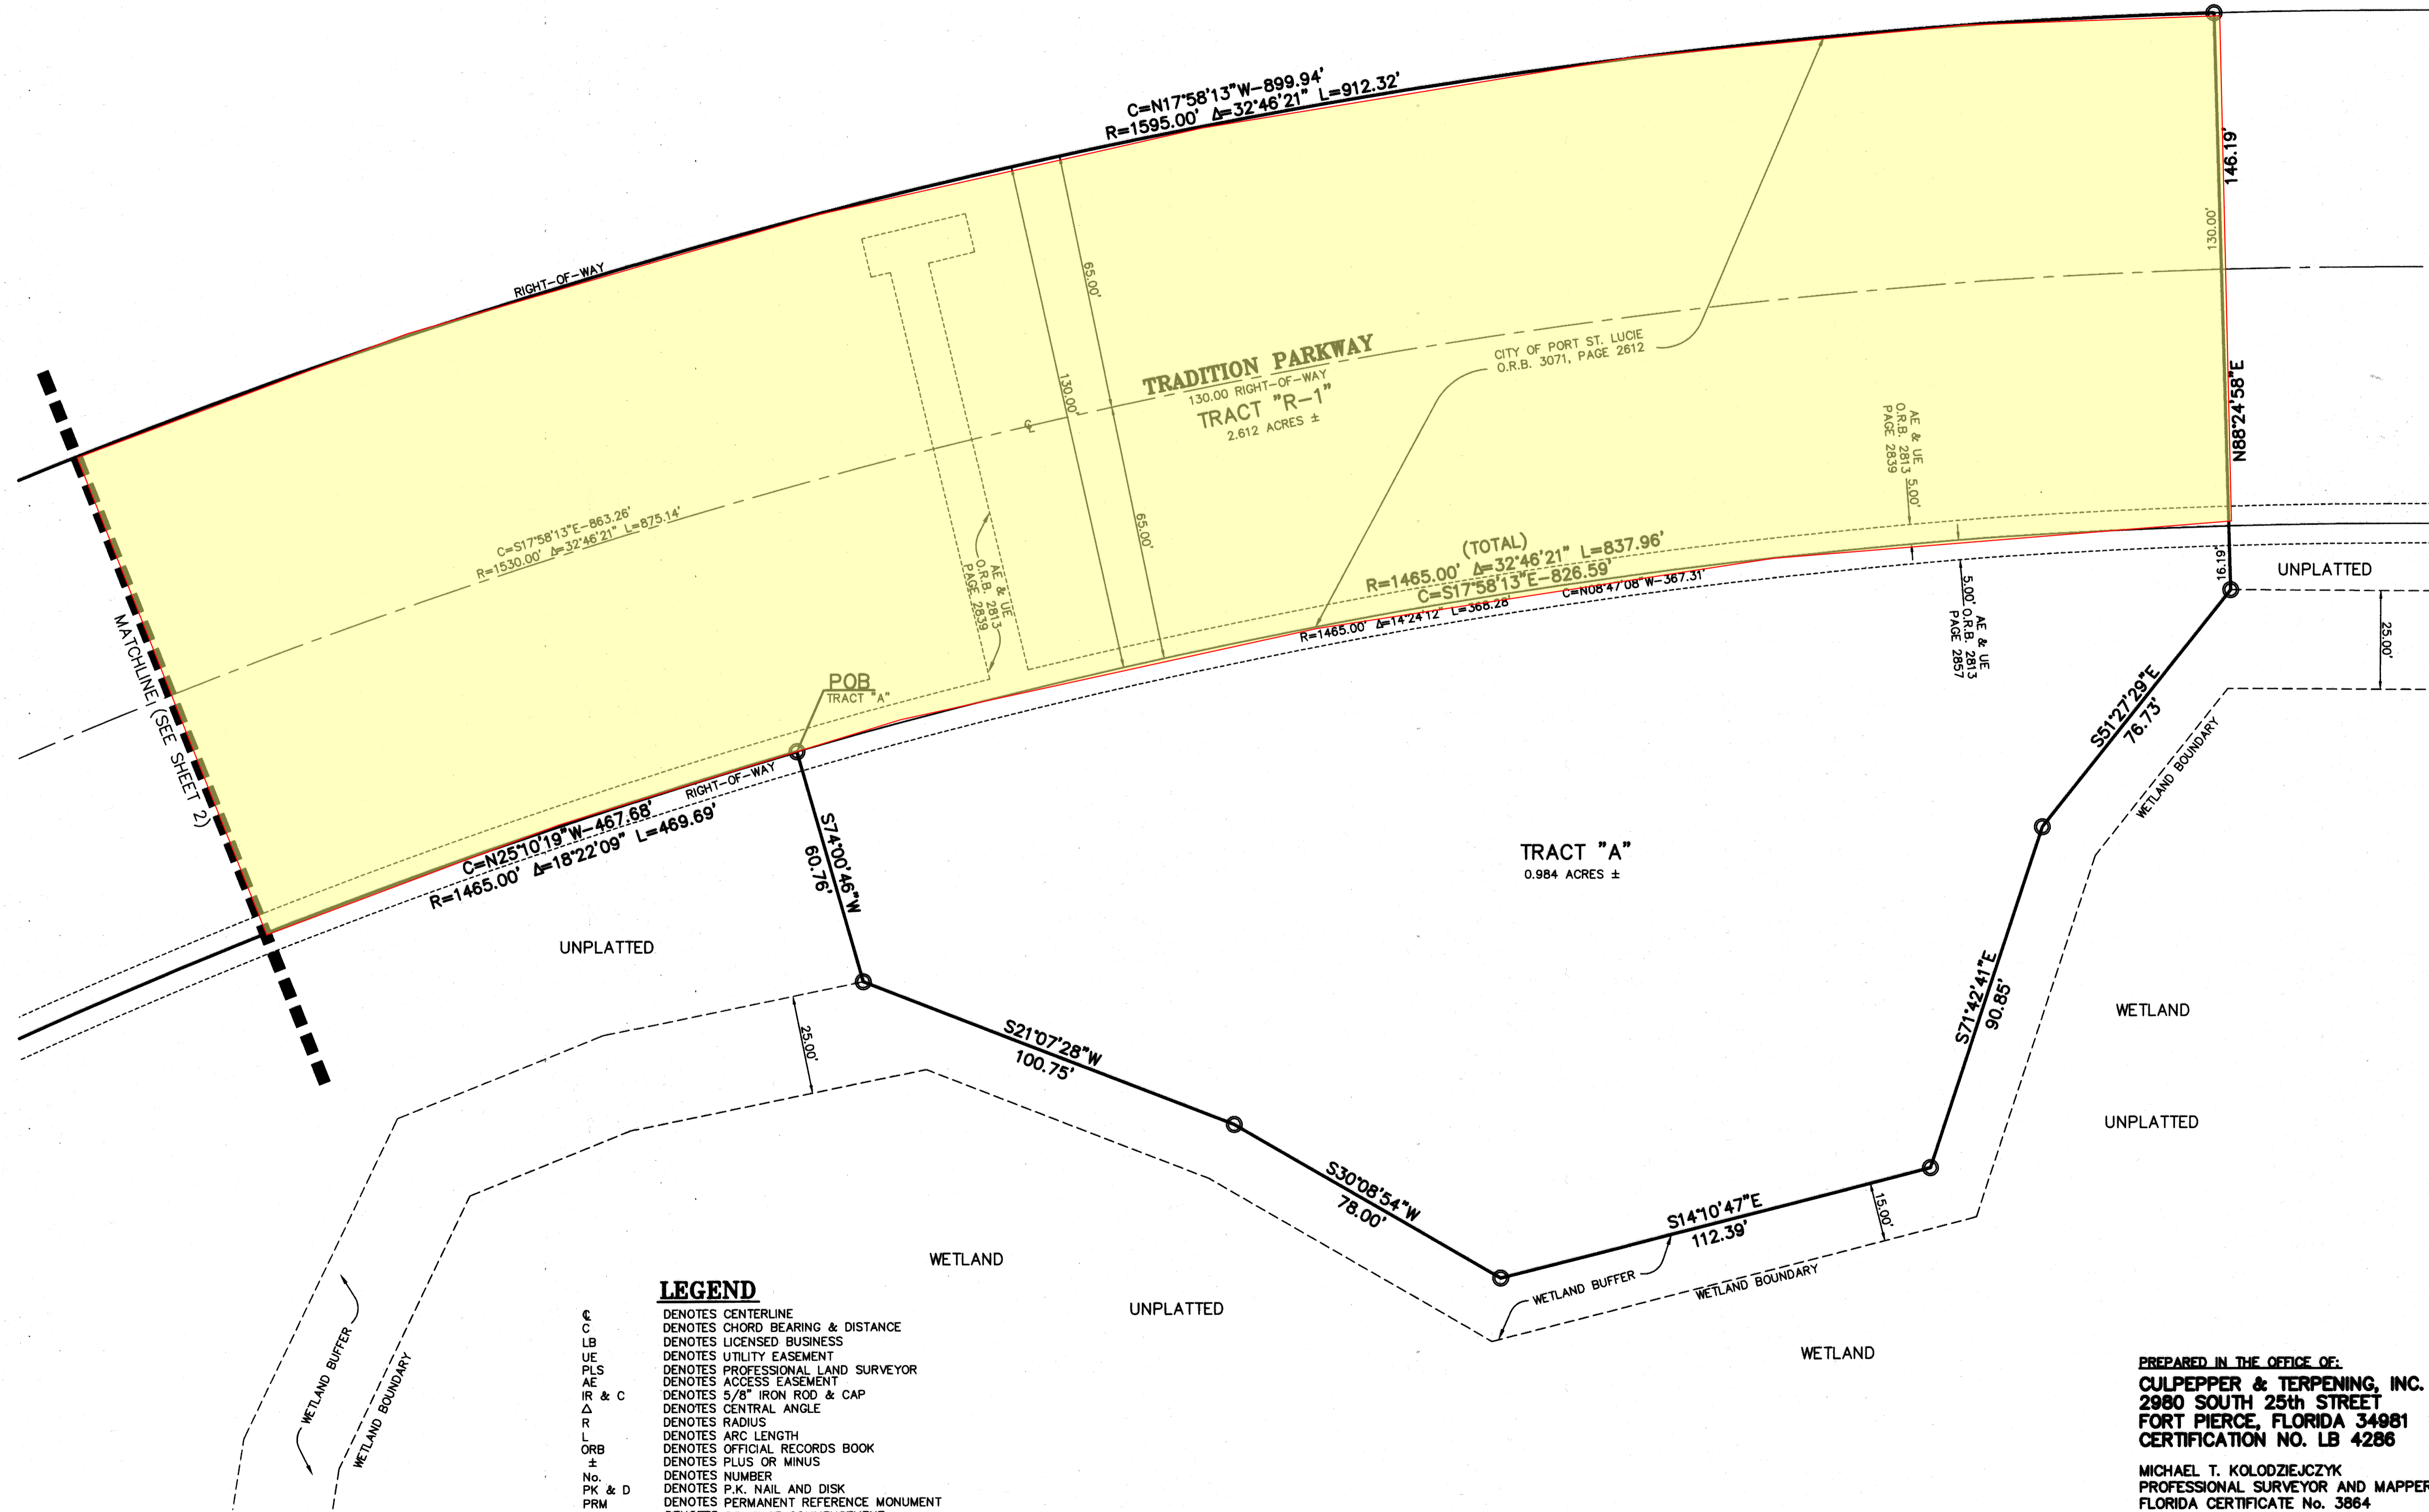 C=N17°58'13"W-899.94'
R=1595.00' Δ=32°46'21" L=912.32'
146.19'
130.00'
N88°24'58"E
16.19'
RIGHT-OF-WAY
65.00'
130.00'
65.00'
TRADITION PARKWAY
130.00 RIGHT-OF-WAY
TRACT "R-1"
2.612 ACRES ±
CITY OF PORT ST. LUCIE
O.R.B. 3071, PAGE 2612
AE & UE
O.R.B. 2813
PAGE 2839
5.00'
C=S17°58'13"E-863.26'
R=1530.00' Δ=32°46'21" L=875.14'
AE & UE
O.R.B. 2813
PAGE 2839
(TOTAL)
R=1465.00' Δ=32°46'21" L=837.96'
C=S17°58'13"E-826.59'
R=1465.00' Δ=14°24'12" L=368.28'
C=N08°47'08"W-367.31'
5.00'
AE & UE
O.R.B. 2813
PAGE 2857
UNPLATTED
25.00'
MATCHLINE (SEE SHEET 2)
POB
TRACT "A"
RIGHT-OF-WAY
C=N25°10'19"W-467.68'
R=1465.00' Δ=18°22'09" L=469.69'
S74°00'46"W
60.76'
S51°27'29"E
76.73'
WETLAND BOUNDARY
TRACT "A"
0.984 ACRES ±
UNPLATTED
S71°42'41"E
90.85'
WETLAND
25.00'
S21°07'28"W
100.75'
UNPLATTED
S30°08'54"W
78.00'
S14°10'47"E
112.39'
15.00'
WETLAND
WETLAND BUFFER
WETLAND BOUNDARY
UNPLATTED
WETLAND
WETLAND BUFFER
WETLAND BOUNDARY
LEGEND
℄ DENOTES CENTERLINE
C DENOTES CHORD BEARING & DISTANCE
LB DENOTES LICENSED BUSINESS
UE DENOTES UTILITY EASEMENT
PLS DENOTES PROFESSIONAL LAND SURVEYOR
AE DENOTES ACCESS EASEMENT
IR & C DENOTES 5/8" IRON ROD & CAP
Δ DENOTES CENTRAL ANGLE
R DENOTES RADIUS
L DENOTES ARC LENGTH
ORB DENOTES OFFICIAL RECORDS BOOK
± DENOTES PLUS OR MINUS
No. DENOTES NUMBER
PK & D DENOTES P.K. NAIL AND DISK
PRM DENOTES PERMANENT REFERENCE MONUMENT
PREPARED IN THE OFFICE OF:
CULPEPPER & TERPENING, INC.
2980 SOUTH 25th STREET
FORT PIERCE, FLORIDA 34981
CERTIFICATION NO. LB 4286
MICHAEL T. KOLODZIEJCZYK
PROFESSIONAL SURVEYOR AND MAPPER
FLORIDA CERTIFICATE No. 3864